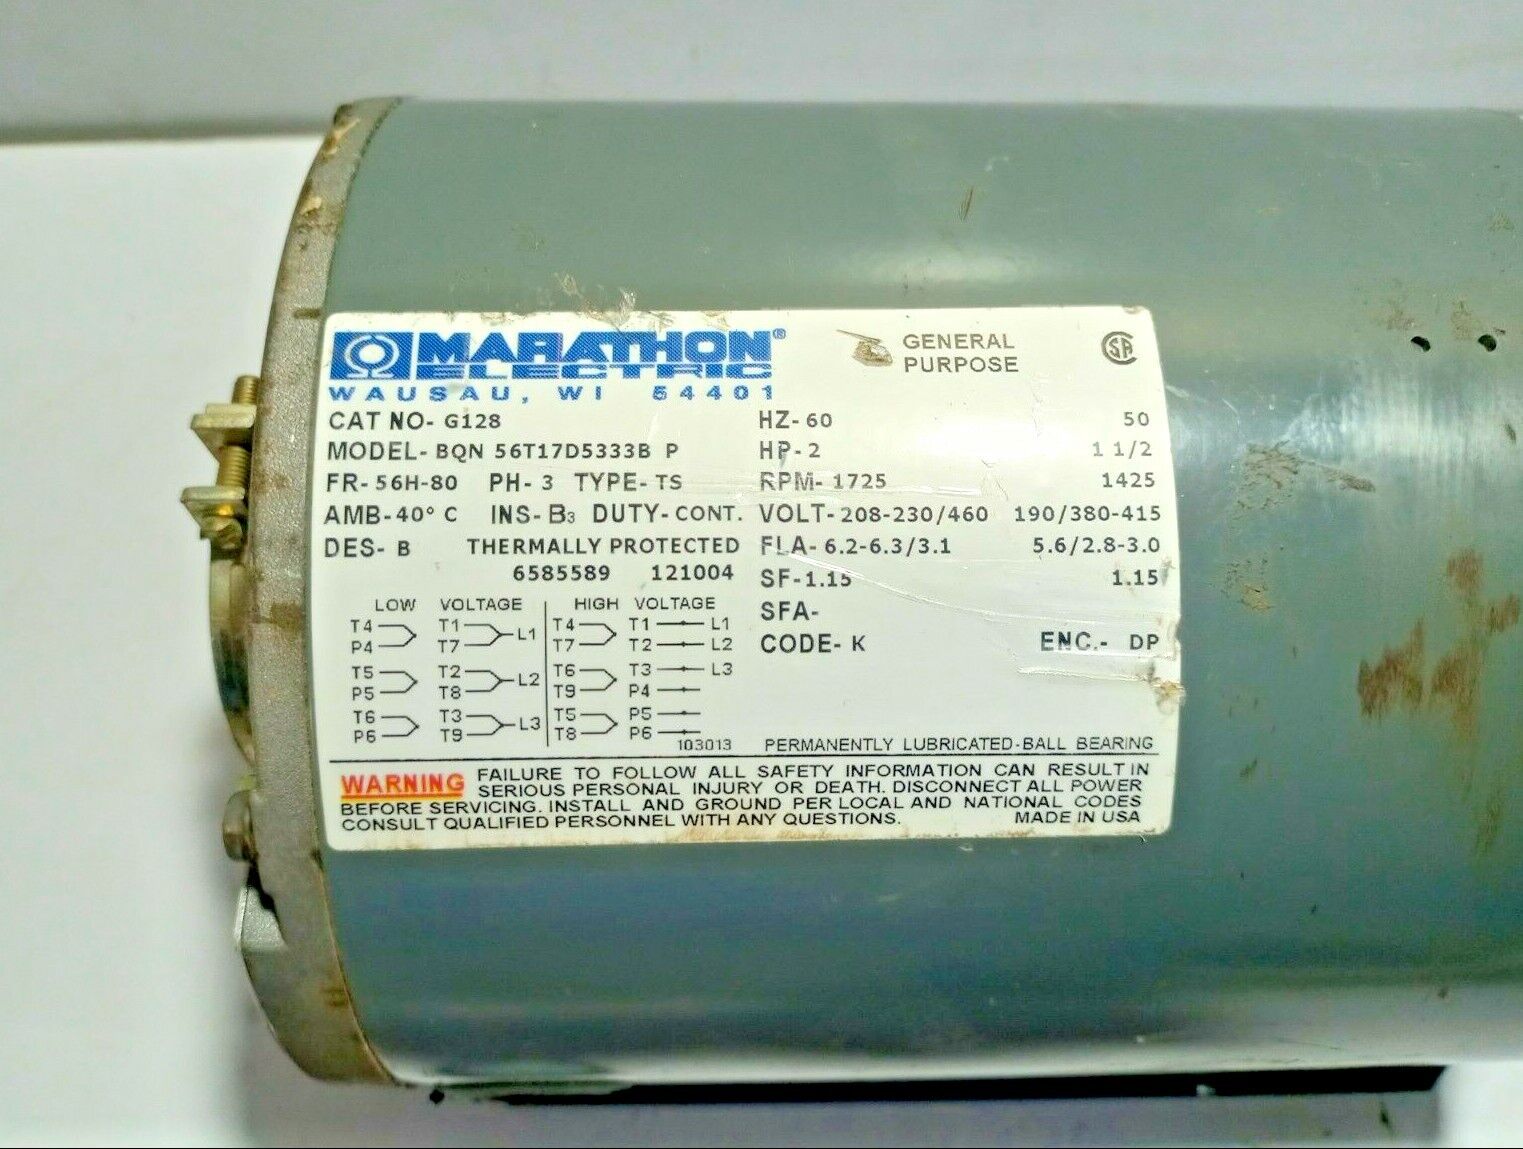 MARATHON®
ELECTRIC
WAUSAU, WI 54401
GENERAL
PURPOSE
CAT NO- G128
HZ- 60 50
MODEL- BQN 56T17D5333B P
HP- 2 1 1/2
FR- 56H-80 PH- 3 TYPE- TS
RPM- 1725 1425
AMB-40° C INS- B3 DUTY- CONT.
VOLT- 208-230/460 190/380-415
DES- B THERMALLY PROTECTED
FLA- 6.2-6.3/3.1 5.6/2.8-3.0
6585589 121004
SF-1.15 1.15
SFA-
CODE- K ENC.- DP
LOW VOLTAGE HIGH VOLTAGE
T4 T1 L1 T4 T1 L1
P4 T7 T7 T2 L2
T5 T2 L2 T6 T3 L3
P5 T8 T9 P4
T6 T3 L3 T5 P5
P6 T9 T8 P6
103013 PERMANENTLY LUBRICATED-BALL BEARING
WARNING FAILURE TO FOLLOW ALL SAFETY INFORMATION CAN RESULT IN
SERIOUS PERSONAL INJURY OR DEATH. DISCONNECT ALL POWER
BEFORE SERVICING. INSTALL AND GROUND PER LOCAL AND NATIONAL CODES
CONSULT QUALIFIED PERSONNEL WITH ANY QUESTIONS. MADE IN USA